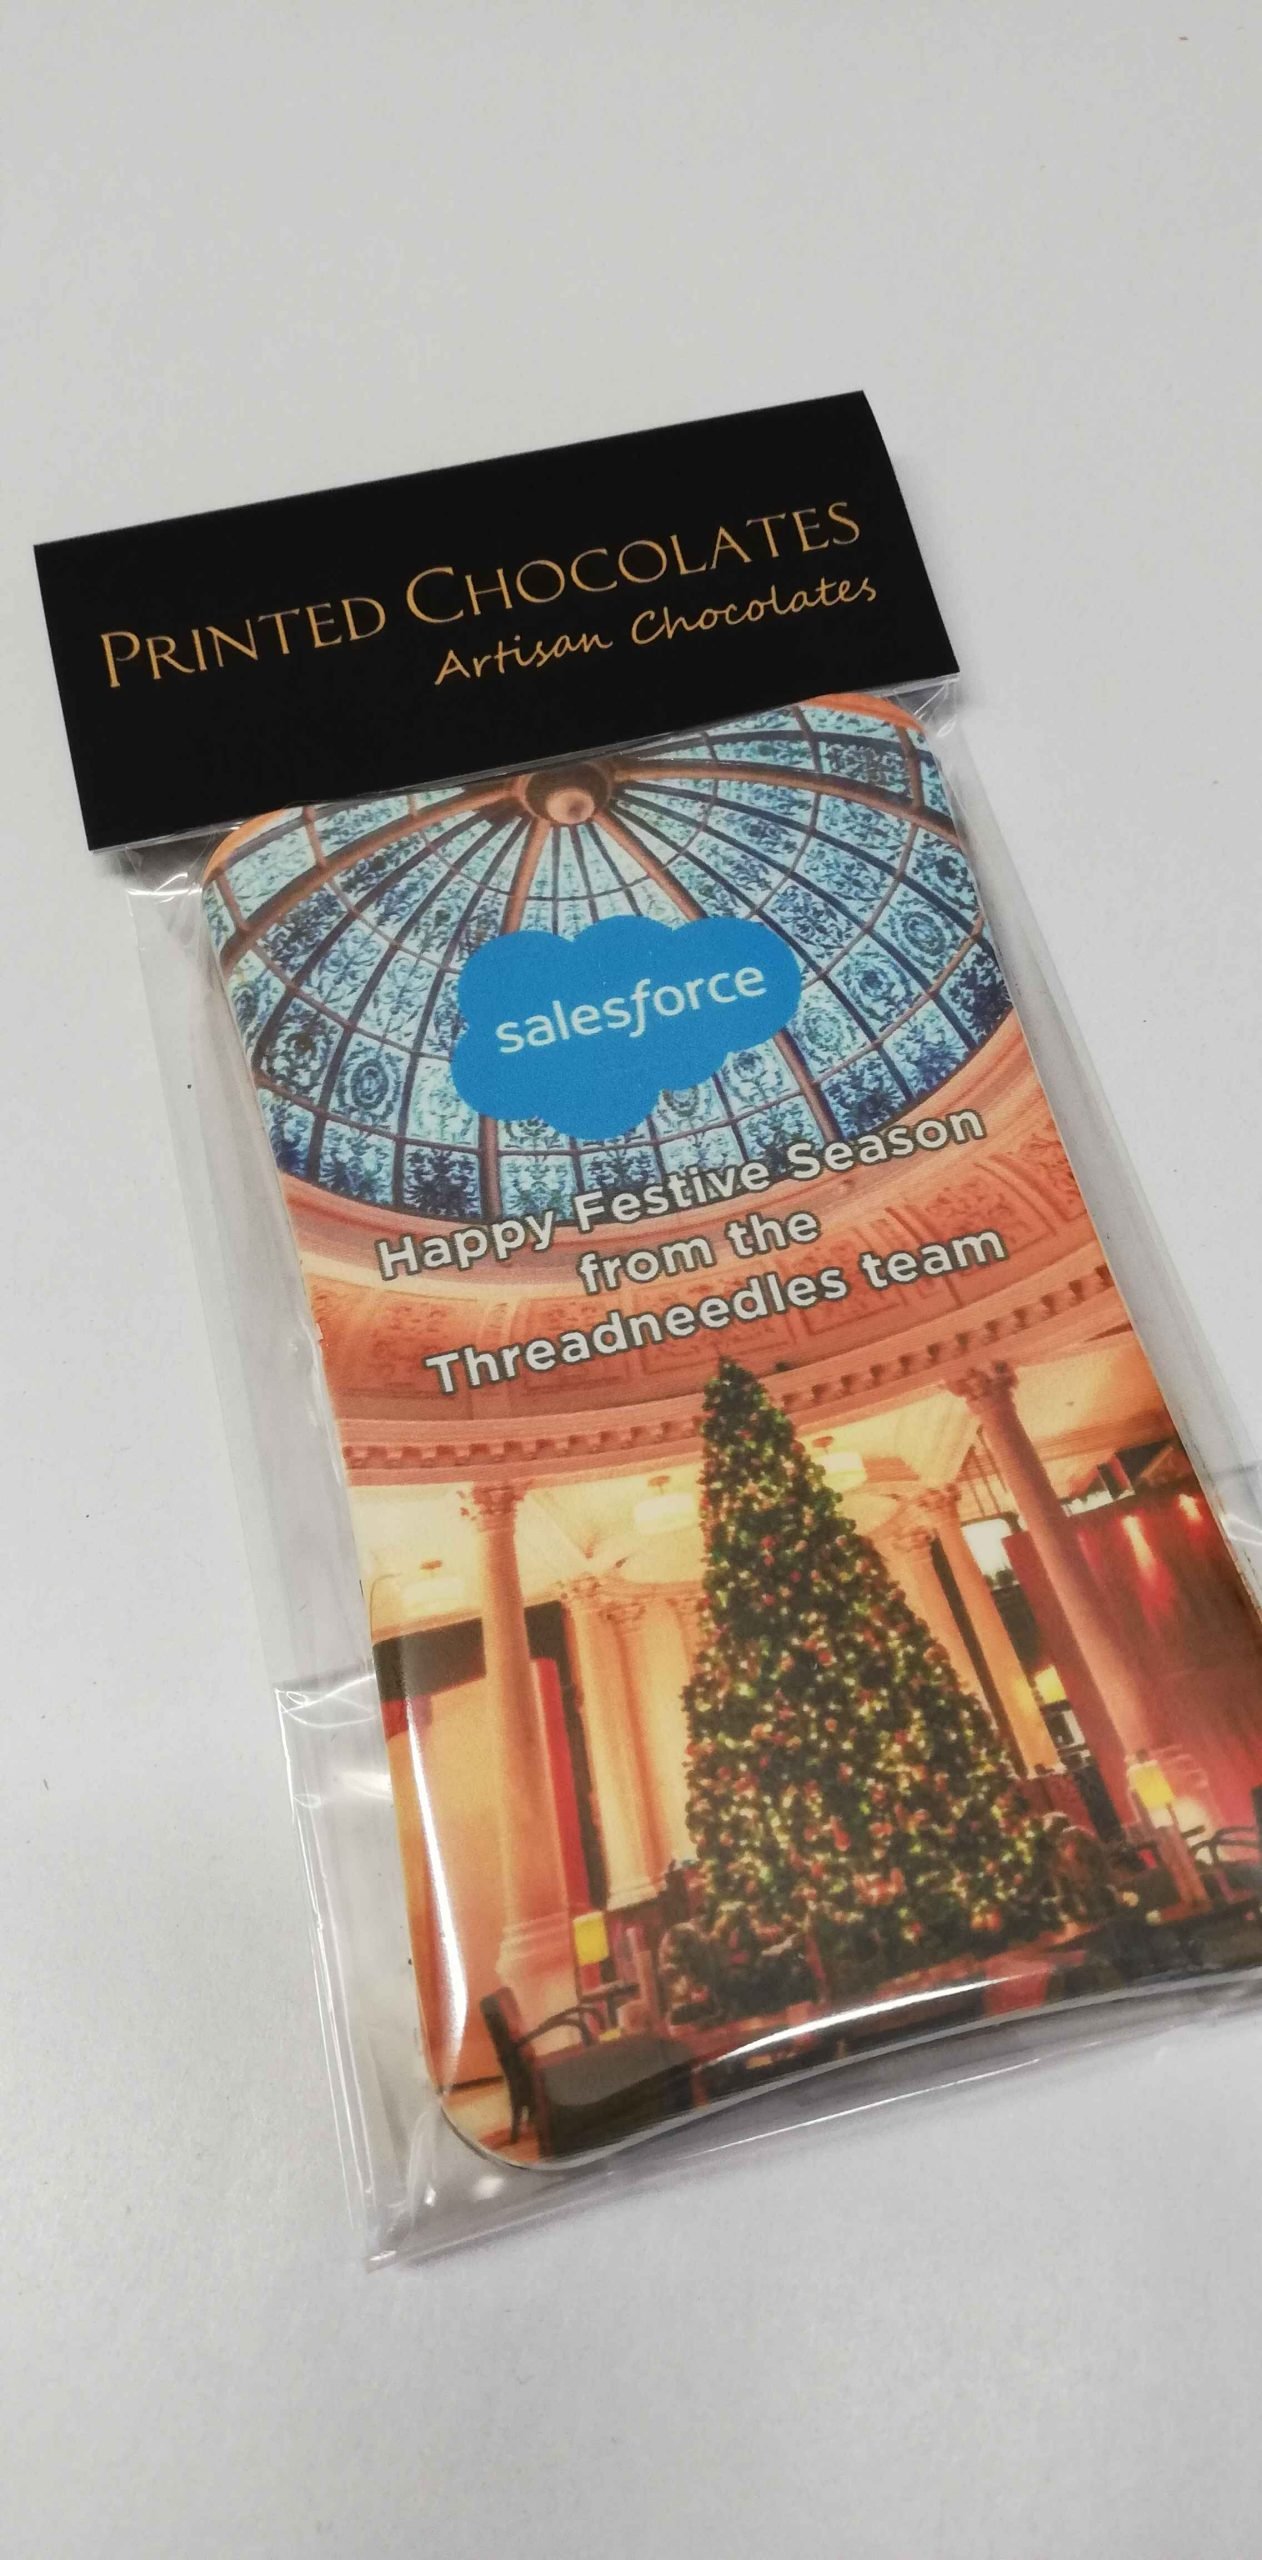 PRINTED CHOCOLATES
Artisan Chocolates
salesforce
Happy Festive Season
from the
Threadneedles team